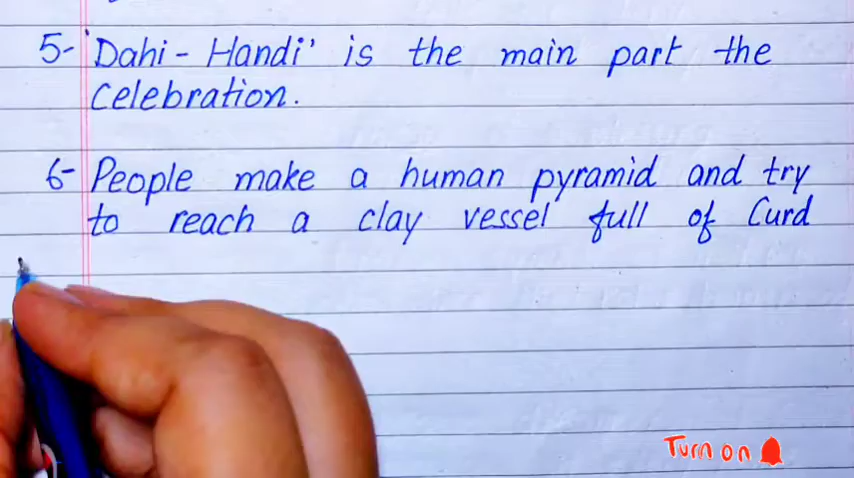 5- 'Dahi - Handi' is the main part the
Celebration.
6- People make a human pyramid and try
to reach a clay vessel full of Curd
Turn on